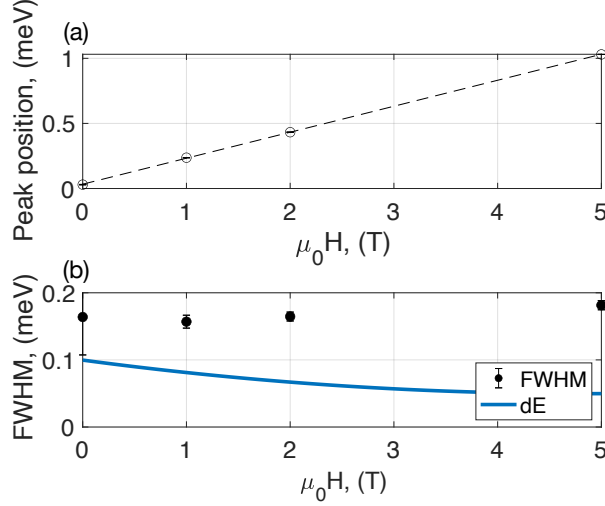 (a)
Peak position, (meV)
1
0.5
0
0 1 2 3 4 5
μ₀H, (T)
(b)
FWHM, (meV)
0.2
0.1
0
FWHM
dE
0 1 2 3 4 5
μ₀H, (T)